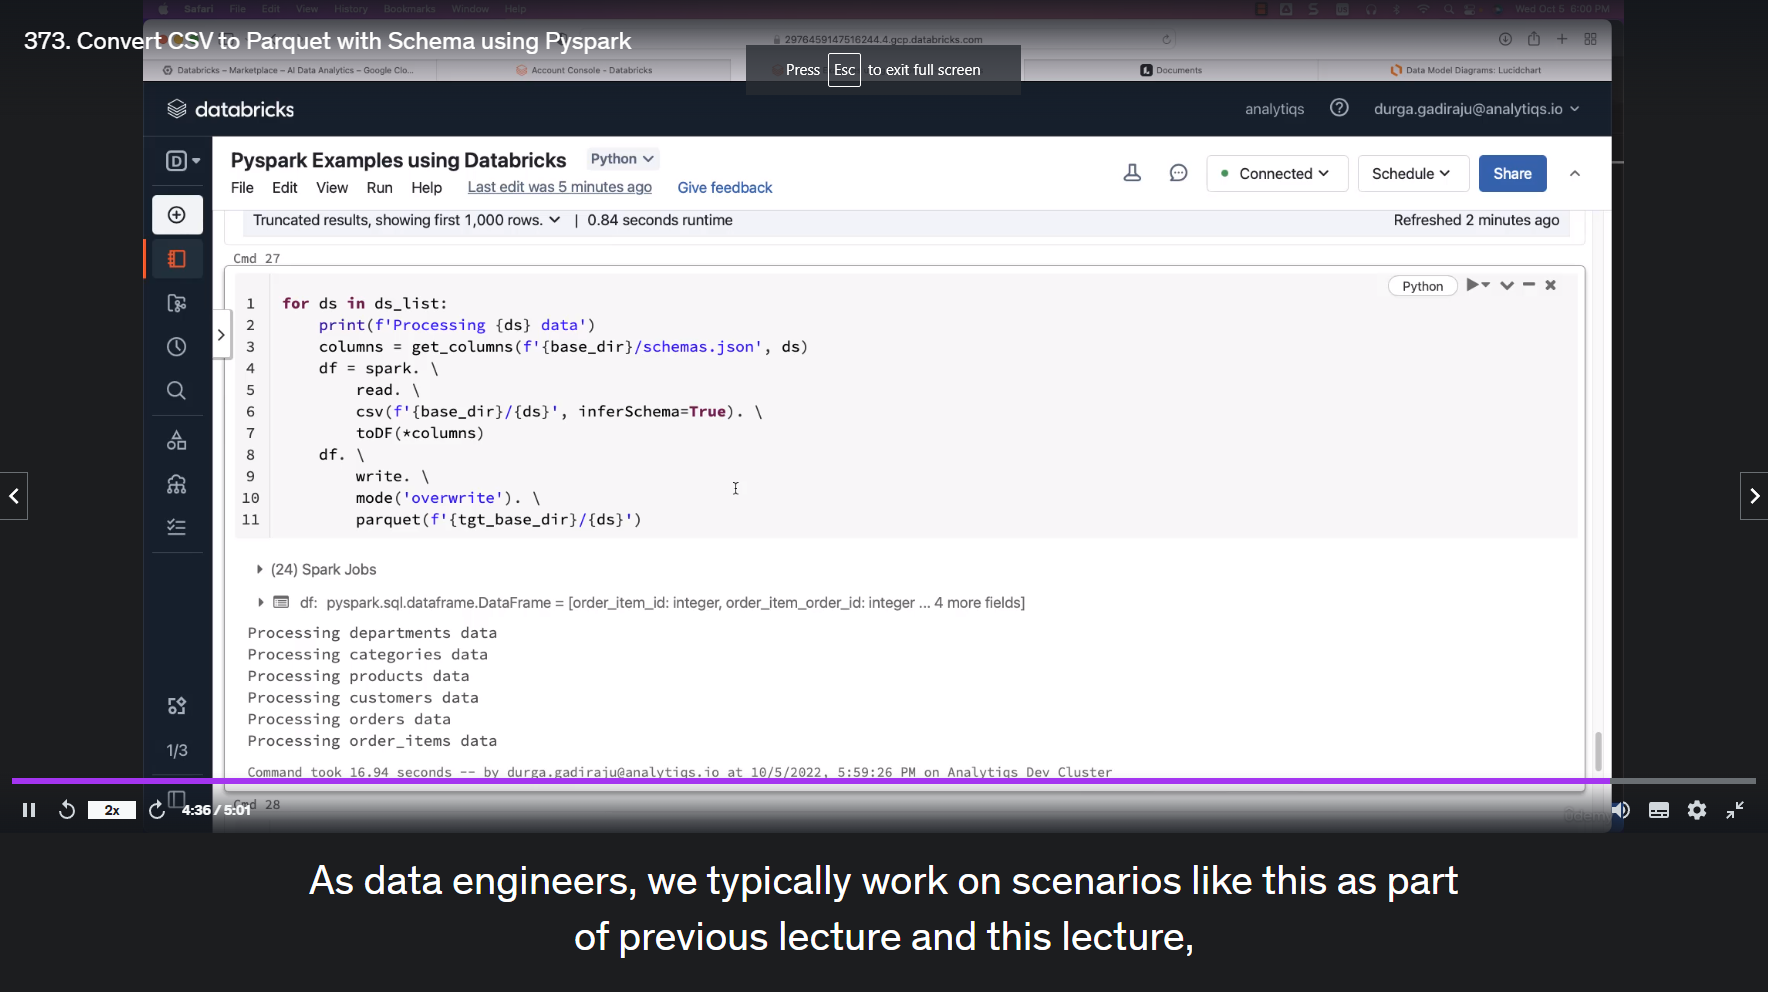 Safari File Edit View History Bookmarks Window Help Wed Oct 5 6:00 PM
373. Convert CSV to Parquet with Schema using Pyspark
2976459147516244.4.gcp.databricks.com
Press Esc to exit full screen
Databricks – Marketplace – AI Data Analytics – Google Clo...
Account Console - Databricks
Documents
Data Model Diagrams: Lucidchart
databricks
analytiqs
durga.gadiraju@analytiqs.io
D
Pyspark Examples using Databricks Python
File Edit View Run Help Last edit was 5 minutes ago Give feedback
Connected
Schedule
Share
Truncated results, showing first 1,000 rows. | 0.84 seconds runtime
Refreshed 2 minutes ago
Cmd 27
Python
1 for ds in ds_list:
2 print(f'Processing {ds} data')
3 columns = get_columns(f'{base_dir}/schemas.json', ds)
4 df = spark. \
5 read. \
6 csv(f'{base_dir}/{ds}', inferSchema=True). \
7 toDF(*columns)
8 df. \
9 write. \
10 mode('overwrite'). \
11 parquet(f'{tgt_base_dir}/{ds}')
(24) Spark Jobs
df: pyspark.sql.dataframe.DataFrame = [order_item_id: integer, order_item_order_id: integer ... 4 more fields]
Processing departments data
Processing categories data
Processing products data
Processing customers data
Processing orders data
Processing order_items data
1/3
Command took 16.94 seconds -- by durga.gadiraju@analytiqs.io at 10/5/2022, 5:59:26 PM on Analytiqs Dev Cluster
Cmd 28
2x
4:36 / 5:01
As data engineers, we typically work on scenarios like this as part
of previous lecture and this lecture,